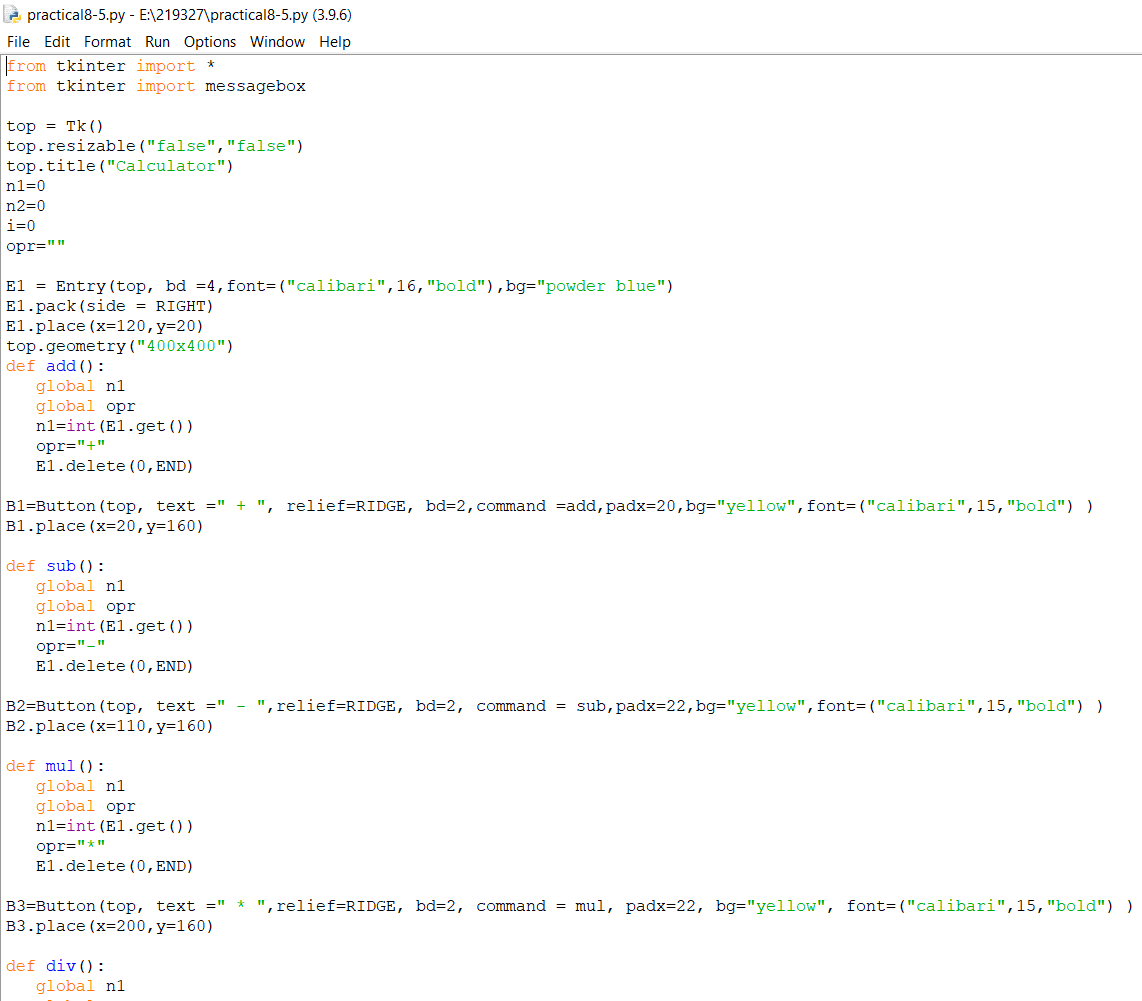 practical8-5.py - E:\219327\practical8-5.py (3.9.6)
File Edit Format Run Options Window Help
from tkinter import *
from tkinter import messagebox

top = Tk()
top.resizable("false","false")
top.title("Calculator")
n1=0
n2=0
i=0
opr=""

E1 = Entry(top, bd =4,font=("calibari",16,"bold"),bg="powder blue")
E1.pack(side = RIGHT)
E1.place(x=120,y=20)
top.geometry("400x400")
def add():
   global n1
   global opr
   n1=int(E1.get())
   opr="+"
   E1.delete(0,END)

B1=Button(top, text =" + ", relief=RIDGE, bd=2,command =add,padx=20,bg="yellow",font=("calibari",15,"bold") )
B1.place(x=20,y=160)

def sub():
   global n1
   global opr
   n1=int(E1.get())
   opr="-"
   E1.delete(0,END)

B2=Button(top, text =" - ",relief=RIDGE, bd=2, command = sub,padx=22,bg="yellow",font=("calibari",15,"bold") )
B2.place(x=110,y=160)

def mul():
   global n1
   global opr
   n1=int(E1.get())
   opr="*"
   E1.delete(0,END)

B3=Button(top, text =" * ",relief=RIDGE, bd=2, command = mul, padx=22, bg="yellow", font=("calibari",15,"bold") )
B3.place(x=200,y=160)

def div():
   global n1